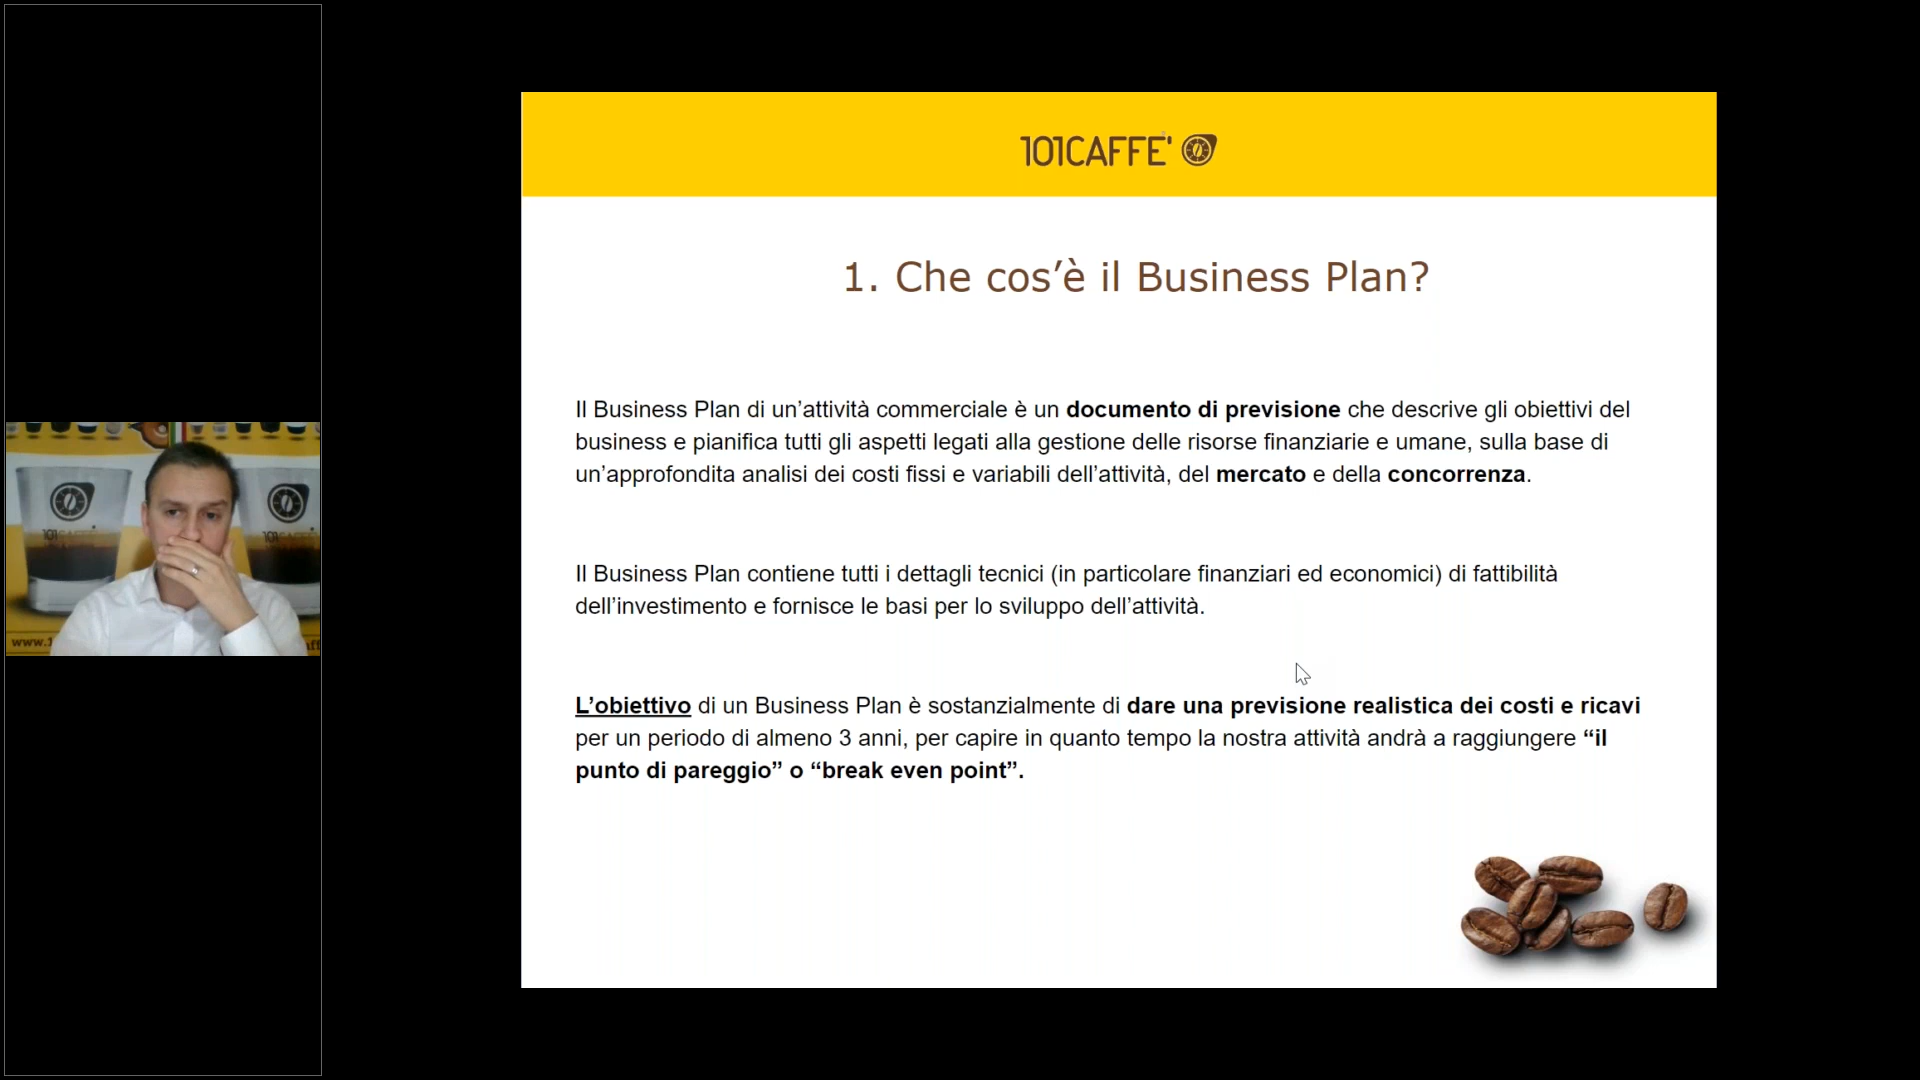 101CAFFE'
1. Che cos’è il Business Plan?
Il Business Plan di un’attività commerciale è un documento di previsione che descrive gli obiettivi del
business e pianifica tutti gli aspetti legati alla gestione delle risorse finanziarie e umane, sulla base di
un’approfondita analisi dei costi fissi e variabili dell’attività, del mercato e della concorrenza.
Il Business Plan contiene tutti i dettagli tecnici (in particolare finanziari ed economici) di fattibilità
dell’investimento e fornisce le basi per lo sviluppo dell’attività.
L’obiettivo di un Business Plan è sostanzialmente di dare una previsione realistica dei costi e ricavi
per un periodo di almeno 3 anni, per capire in quanto tempo la nostra attività andrà a raggiungere “il
punto di pareggio” o “break even point”.
101CAFFE'
101CAFFE'
www.1